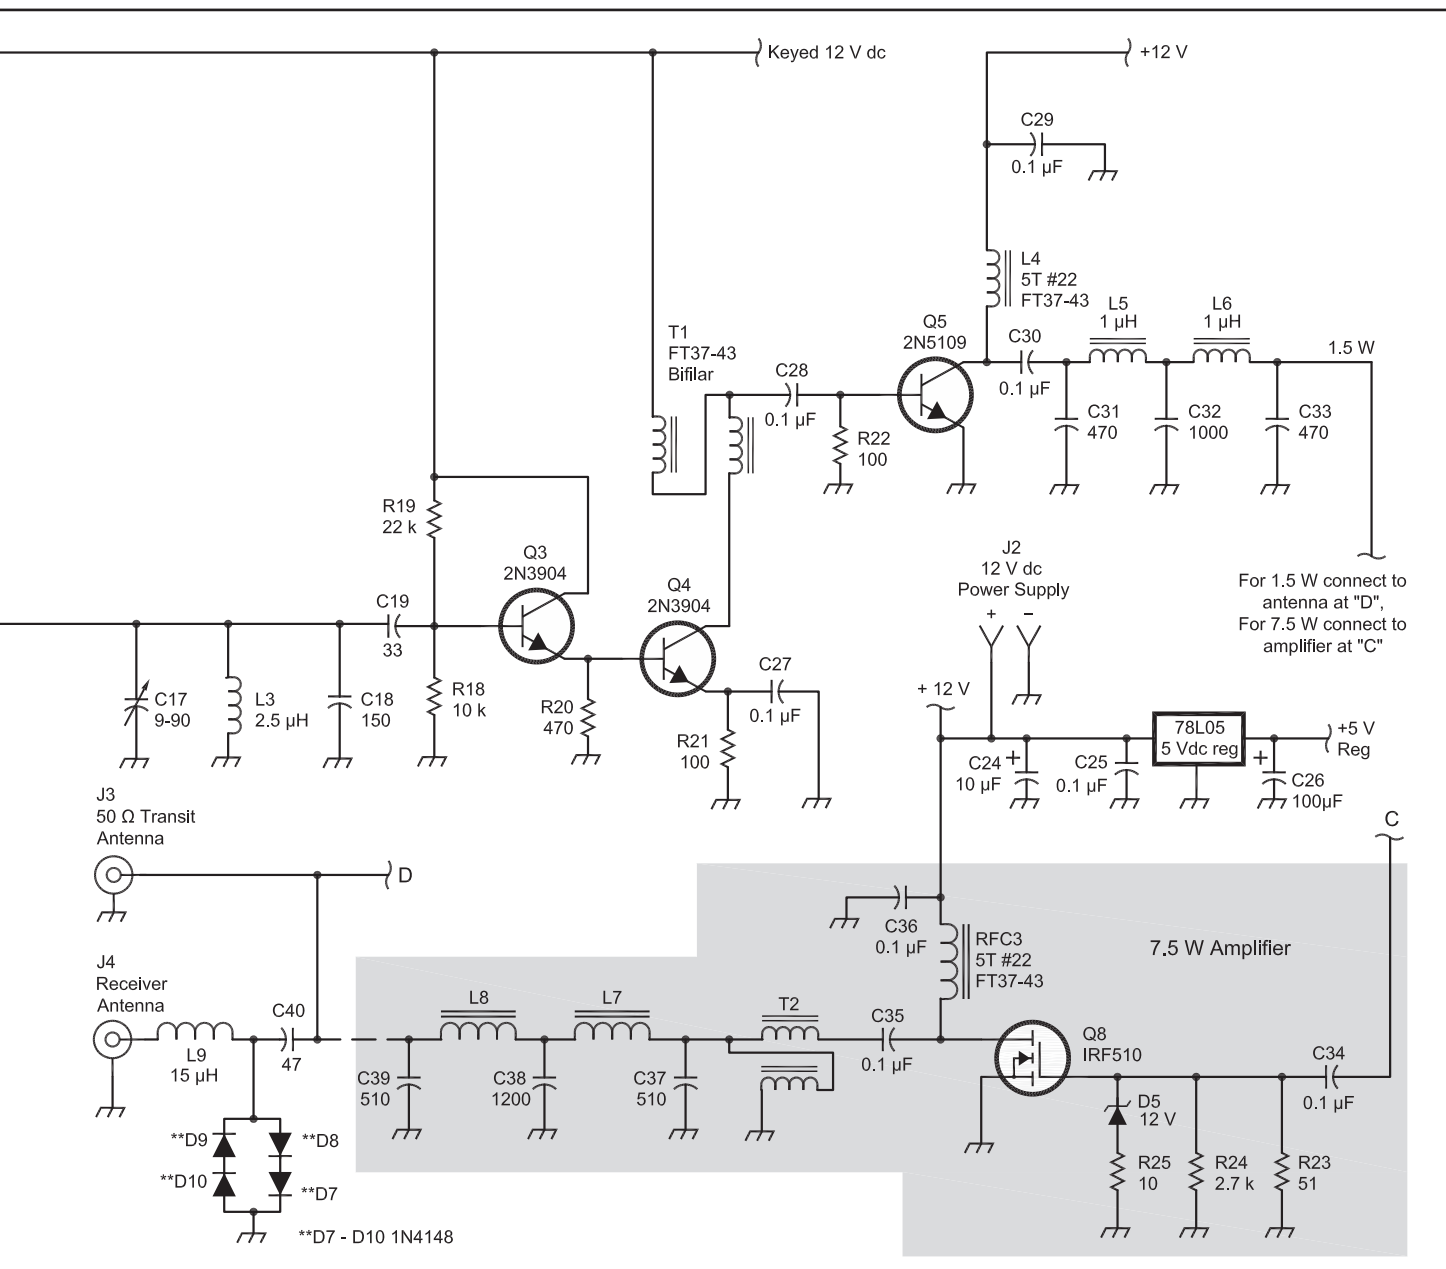 Keyed 12 V dc
+12 V
C29
0.1 µF
L4
5T #22
FT37-43
T1
FT37-43
Bifilar
Q5
2N5109
C30
0.1 µF
L5
1 µH
L6
1 µH
1.5 W
C28
0.1 µF
R22
100
C31
470
C32
1000
C33
470
R19
22 k
Q3
2N3904
Q4
2N3904
J2
12 V dc
Power Supply
+ –
For 1.5 W connect to
antenna at "D",
For 7.5 W connect to
amplifier at "C"
C19
33
C17
9-90
L3
2.5 µH
C18
150
R18
10 k
R20
470
C27
0.1 µF
R21
100
+ 12 V
C24
+
10 µF
C25
0.1 µF
78L05
5 Vdc reg
+5 V
Reg
+
C26
100µF
J3
50 Ω Transit
Antenna
D
C
C36
0.1 µF
RFC3
5T #22
FT37-43
7.5 W Amplifier
J4
Receiver
Antenna
L9
15 µH
C40
47
L8
L7
T2
C35
0.1 µF
Q8
IRF510
C39
510
C38
1200
C37
510
C34
0.1 µF
D5
12 V
R25
10
R24
2.7 k
R23
51
**D9
**D8
**D10
**D7
**D7 - D10 1N4148